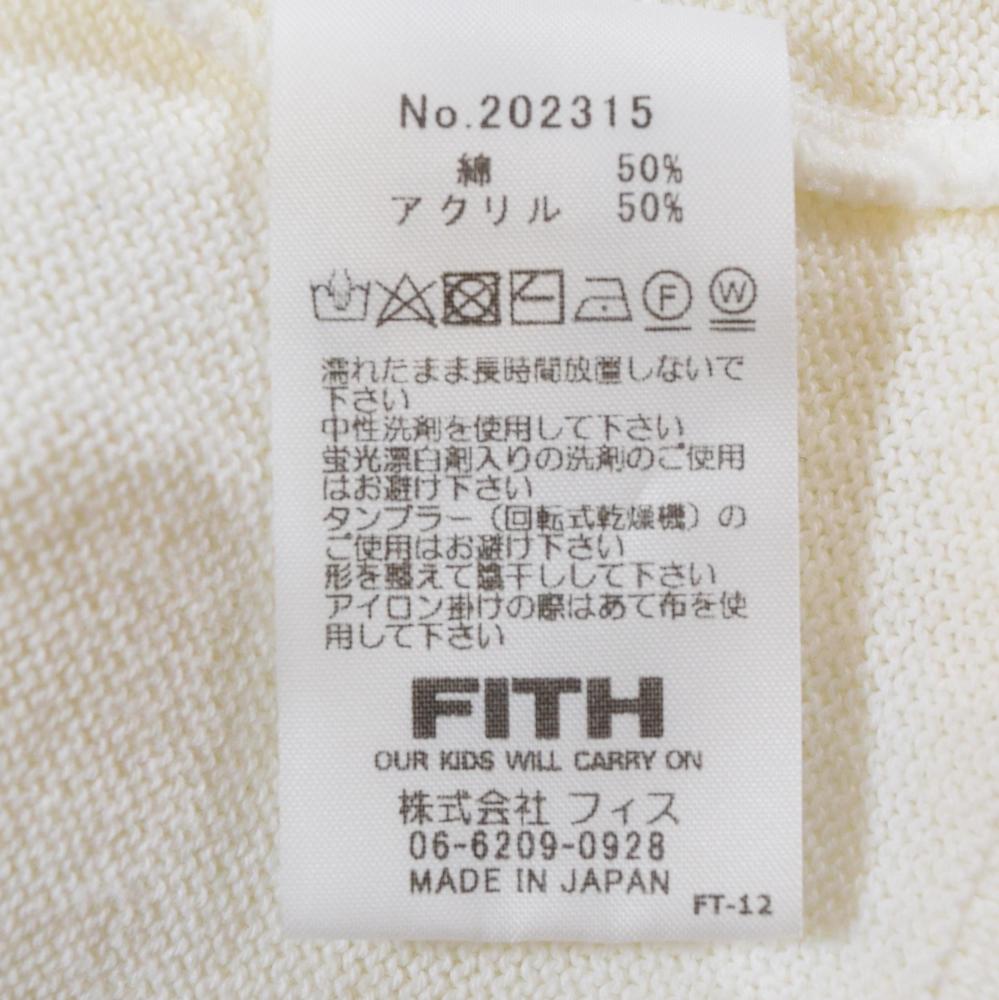 No.202315
綿 50%
アクリル 50%
F W
濡れたまま長時間放置しないで
下さい
中性洗剤を使用して下さい
蛍光漂白剤入りの洗剤のご使用
はお避け下さい
タンブラー（回転式乾燥機）の
ご使用はお避け下さい
形を整えて陰干しして下さい
アイロン掛けの際はあて布を使
用して下さい
FITH
OUR KIDS WILL CARRY ON
株式会社 フィス
06-6209-0928
MADE IN JAPAN
FT-12